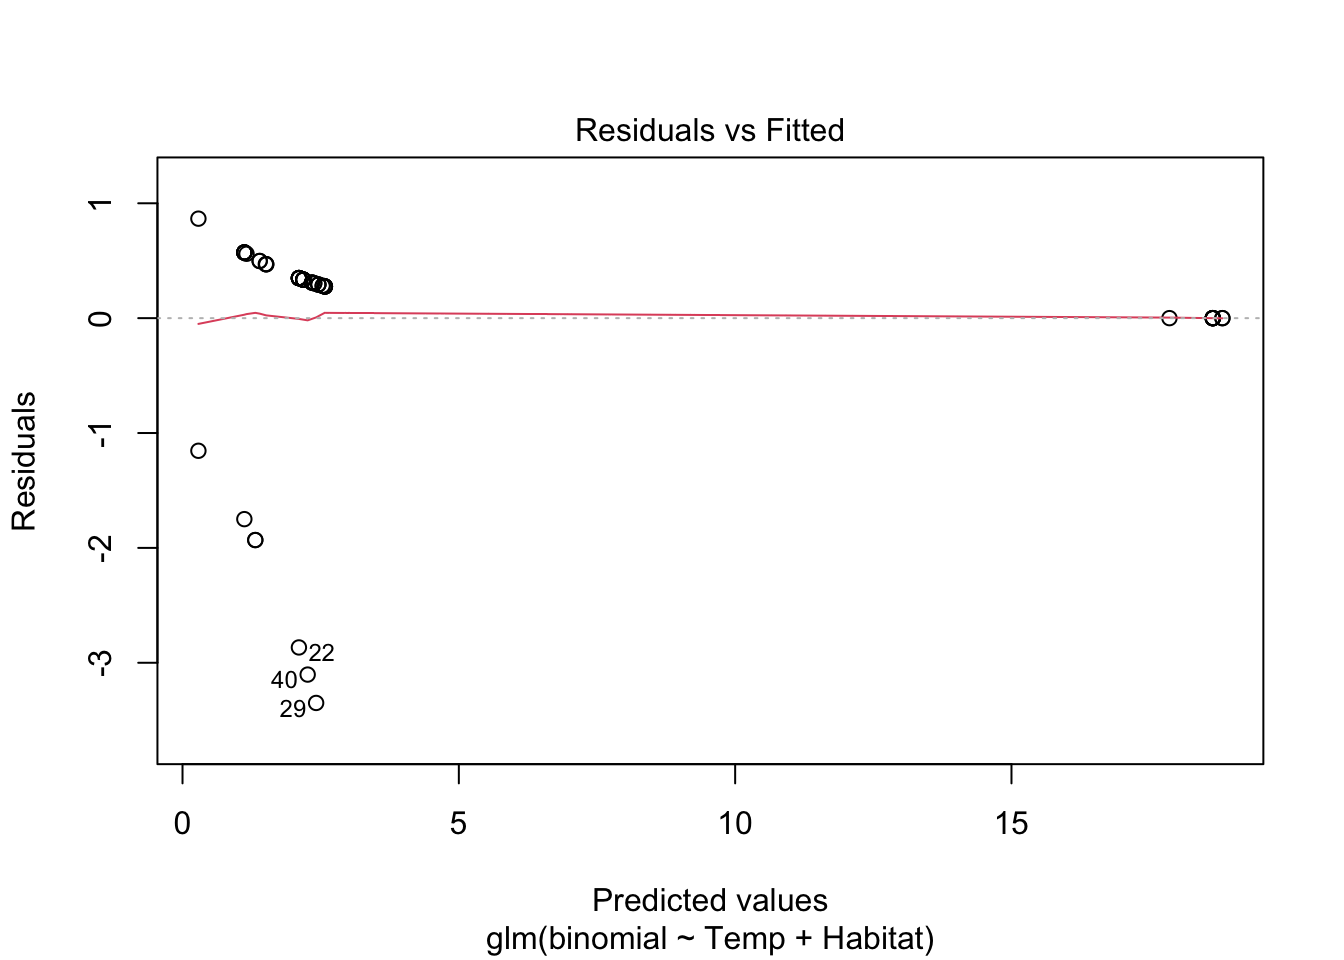 Residuals vs Fitted
1
0
-1
-2
-3
Residuals
22
40
29
0 5 10 15
Predicted values
glm(binomial ~ Temp + Habitat)